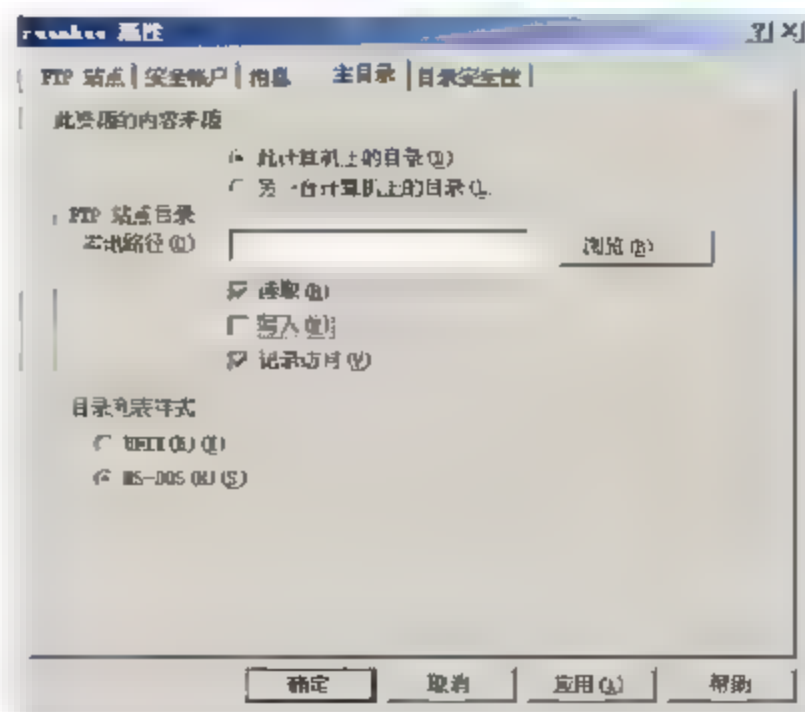 属性
FTP 站点 安全帐户 消息 主目录 目录安全性
此资源的内容来源
此计算机上的目录(D)
另一台计算机上的目录(L
FTP 站点目录
本地路径(O) 浏览(B)
读取(R)
写入(W)
记录访问(V)
目录列表样式
UNIX(R)(I)
MS-DOS(R)(S)
确定 取消 应用(A) 帮助